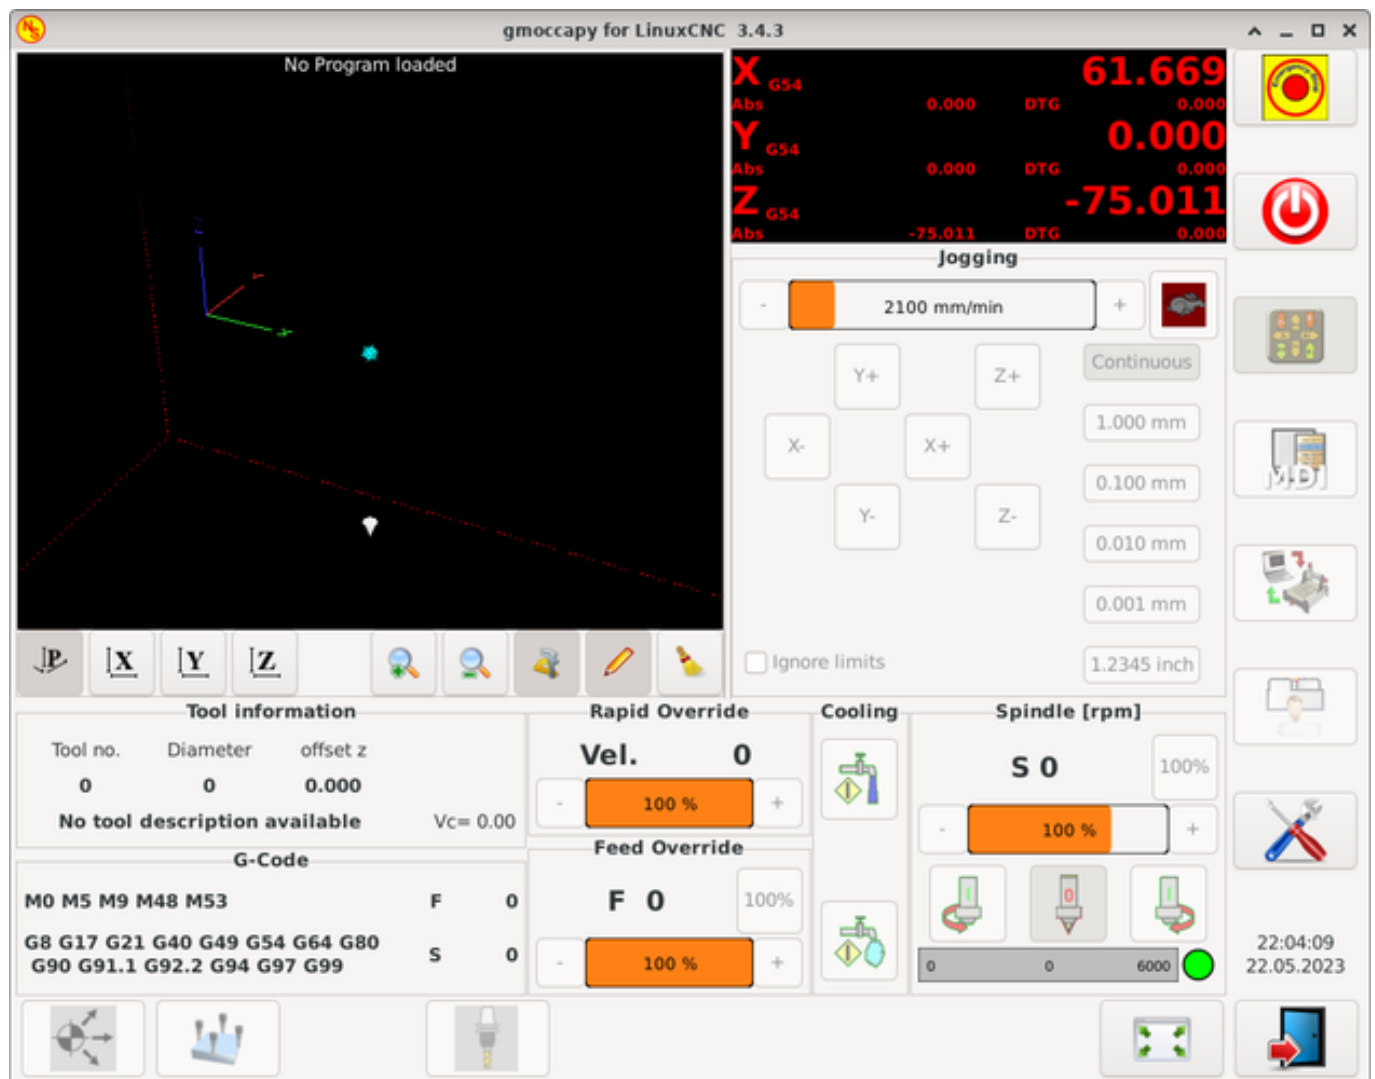 gmoccapy for LinuxCNC 3.4.3
No Program loaded
X G54 61.669
Abs 0.000 DTG 0.000
Y G54 0.000
Abs 0.000 DTG 0.000
Z G54 -75.011
Abs -75.011 DTG 0.000
Jogging
- 2100 mm/min +
Y+ Z+ Continuous
1.000 mm
X- X+
0.100 mm
Y- Z-
0.010 mm
0.001 mm
Ignore limits 1.2345 inch
MDI
P X Y Z
Tool information
Tool no. Diameter offset z
0 0 0.000
No tool description available Vc= 0.00
G-Code
M0 M5 M9 M48 M53 F 0
G8 G17 G21 G40 G49 G54 G64 G80
G90 G91.1 G92.2 G94 G97 G99
S 0
Rapid Override
Vel. 0
- 100 % +
Feed Override
F 0 100%
- 100 % +
Cooling
Spindle [rpm]
S 0 100%
- 100 % +
0 0 6000
22:04:09
22.05.2023